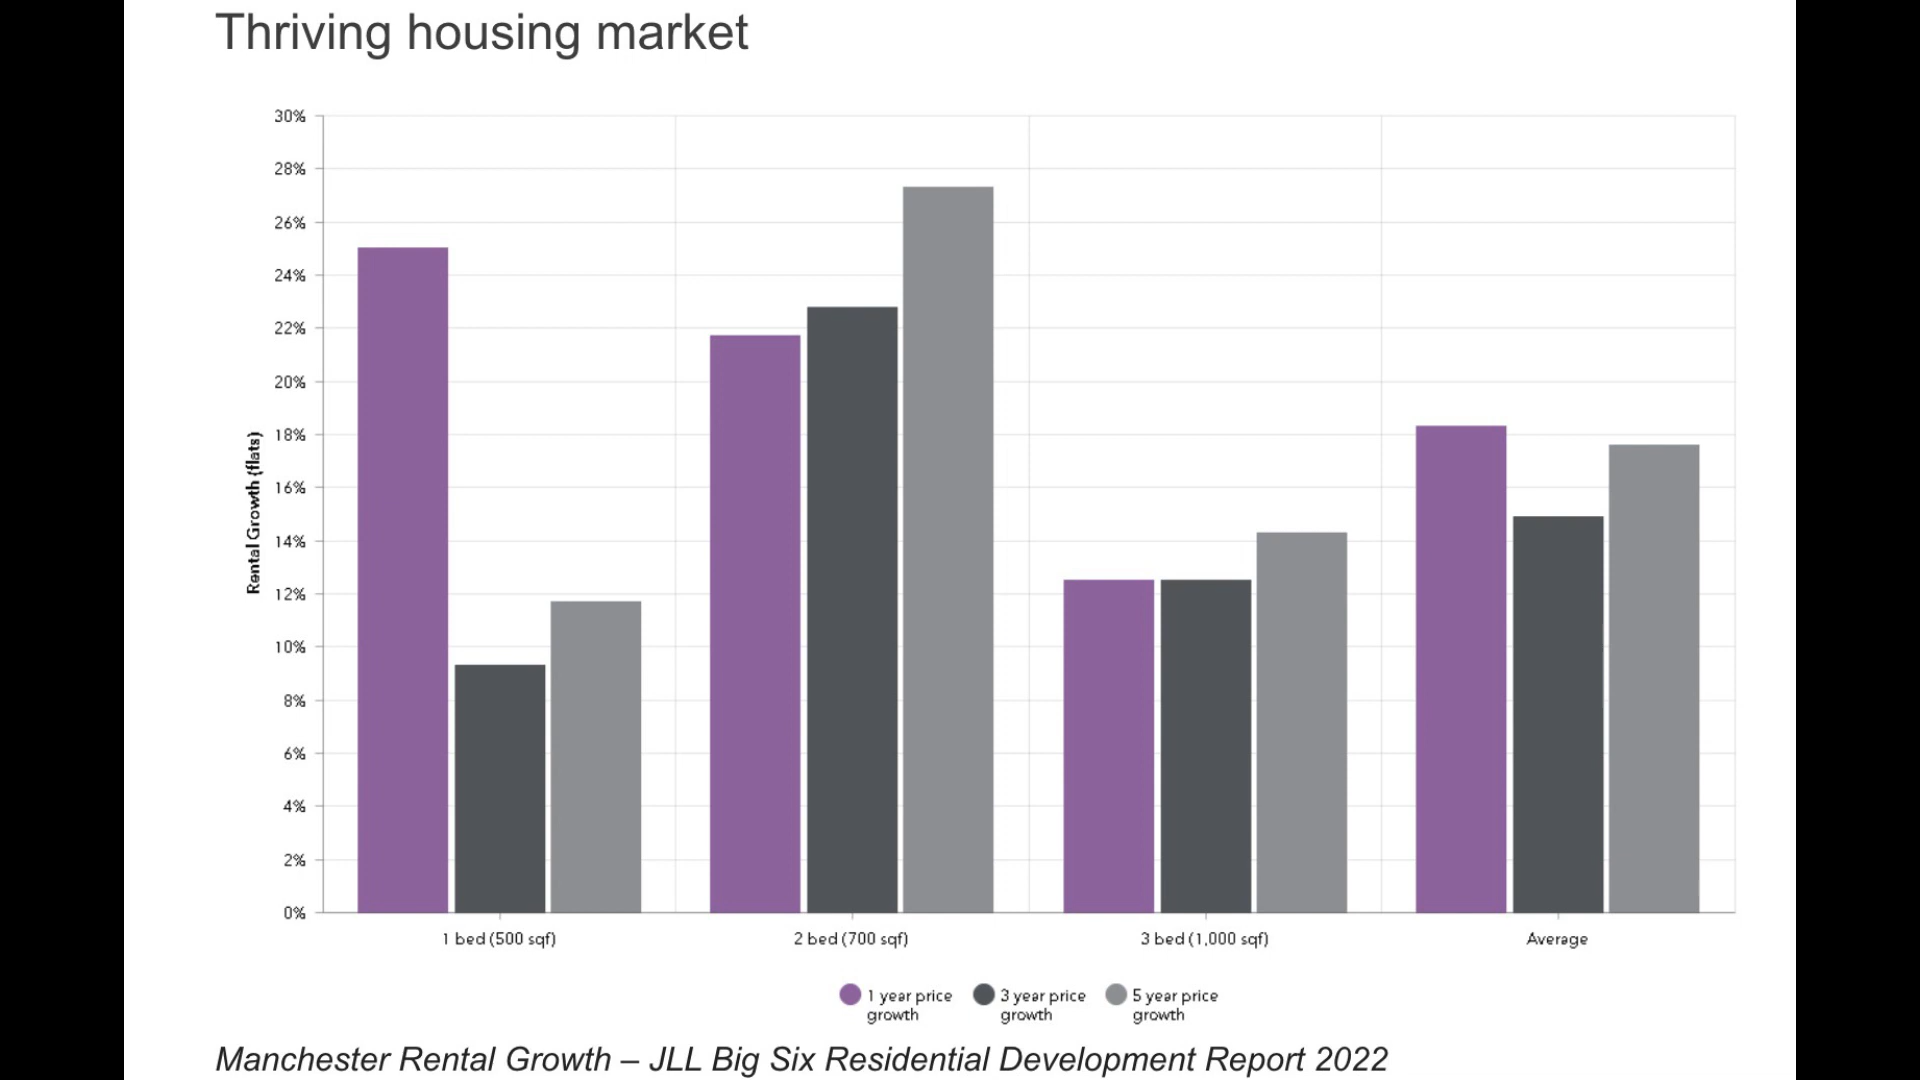 Thriving housing market
30%
28%
26%
24%
22%
20%
18%
16%
14%
12%
10%
8%
6%
4%
2%
0%
Rental Growth (flats)
1 bed (500 sqf)
2 bed (700 sqf)
3 bed (1,000 sqf)
Average
1 year price
growth
3 year price
growth
5 year price
growth
Manchester Rental Growth – JLL Big Six Residential Development Report 2022